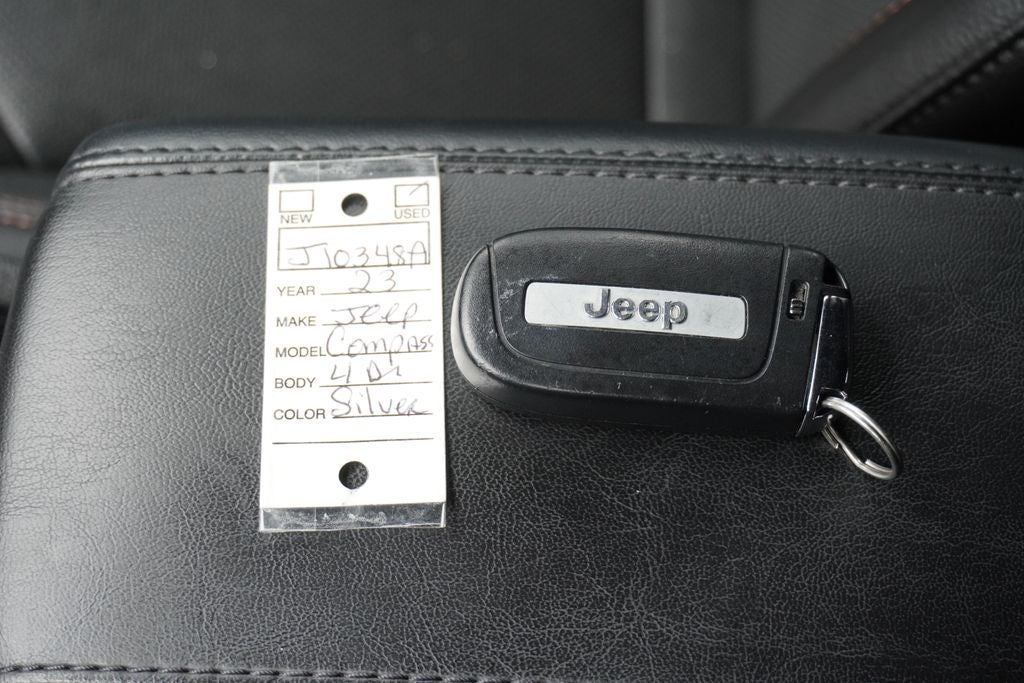 NEW USED
J10348A
YEAR 23
MAKE Jeep
MODEL Compass
BODY 4 Dr
COLOR Silver
Jeep